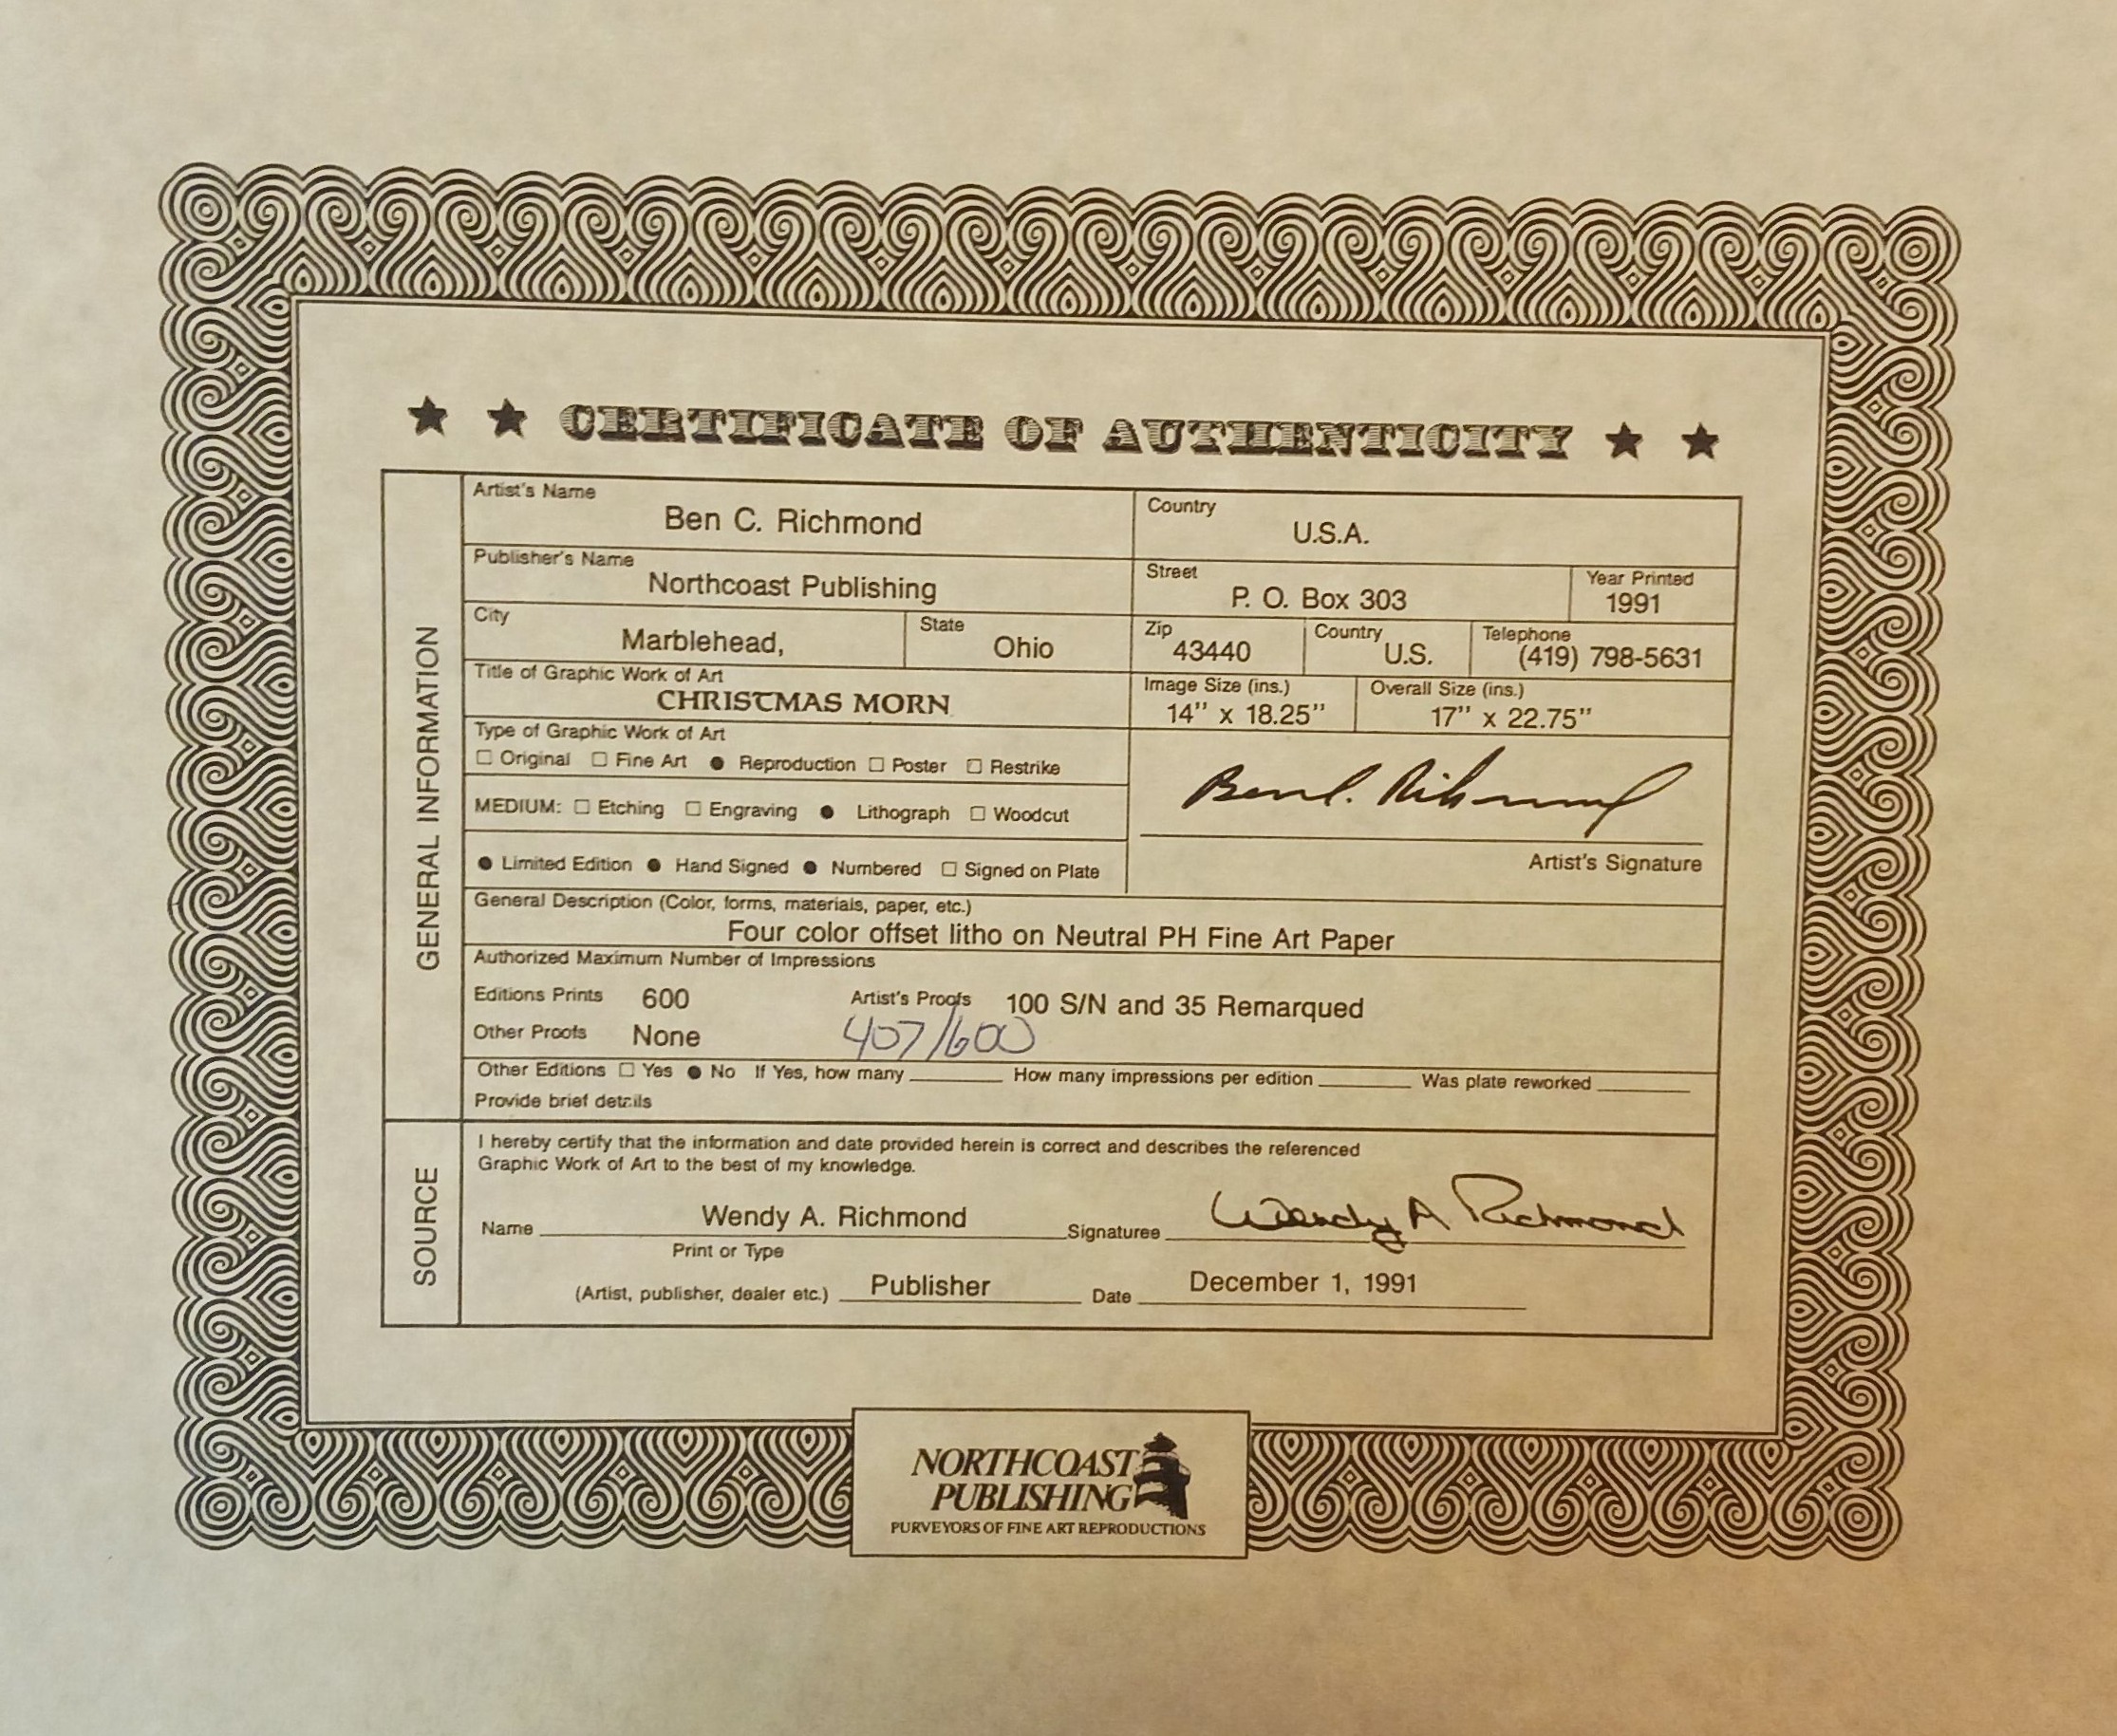 ★ ★ CERTIFICATE OF AUTHENTICITY ★ ★
GENERAL INFORMATION
Artist's Name
Ben C. Richmond
Country
U.S.A.
Publisher's Name
Northcoast Publishing
Street
P. O. Box 303
Year Printed
1991
City
Marblehead,
State
Ohio
Zip
43440
Country
U.S.
Telephone
(419) 798-5631
Title of Graphic Work of Art
CHRISTMAS MORN
Image Size (ins.)
14" x 18.25"
Overall Size (ins.)
17" x 22.75"
Type of Graphic Work of Art
☐ Original ☐ Fine Art ● Reproduction ☐ Poster ☐ Restrike
MEDIUM: ☐ Etching ☐ Engraving ● Lithograph ☐ Woodcut
● Limited Edition ● Hand Signed ● Numbered ☐ Signed on Plate
Ben C. Richmond
Artist's Signature
General Description (Color, forms, materials, paper, etc.)
Four color offset litho on Neutral PH Fine Art Paper
Authorized Maximum Number of Impressions
Editions Prints 600 Artist's Proofs 100 S/N and 35 Remarqued
Other Proofs None 407/600
Other Editions ☐ Yes ● No If Yes, how many ______ How many impressions per edition ______ Was plate reworked ______
Provide brief details
SOURCE
I hereby certify that the information and date provided herein is correct and describes the referenced
Graphic Work of Art to the best of my knowledge.
Name Wendy A. Richmond Signaturee Wendy A Richmond
Print or Type
(Artist, publisher, dealer etc.) Publisher Date December 1, 1991
NORTHCOAST
PUBLISHING
PURVEYORS OF FINE ART REPRODUCTIONS